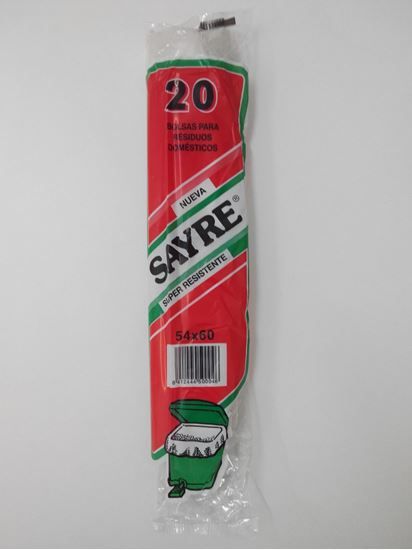 20
BOLSAS PARA
RESIDUOS
DOMÉSTICOS
NUEVA
SAYRE®
SUPER RESISTENTE
54x60